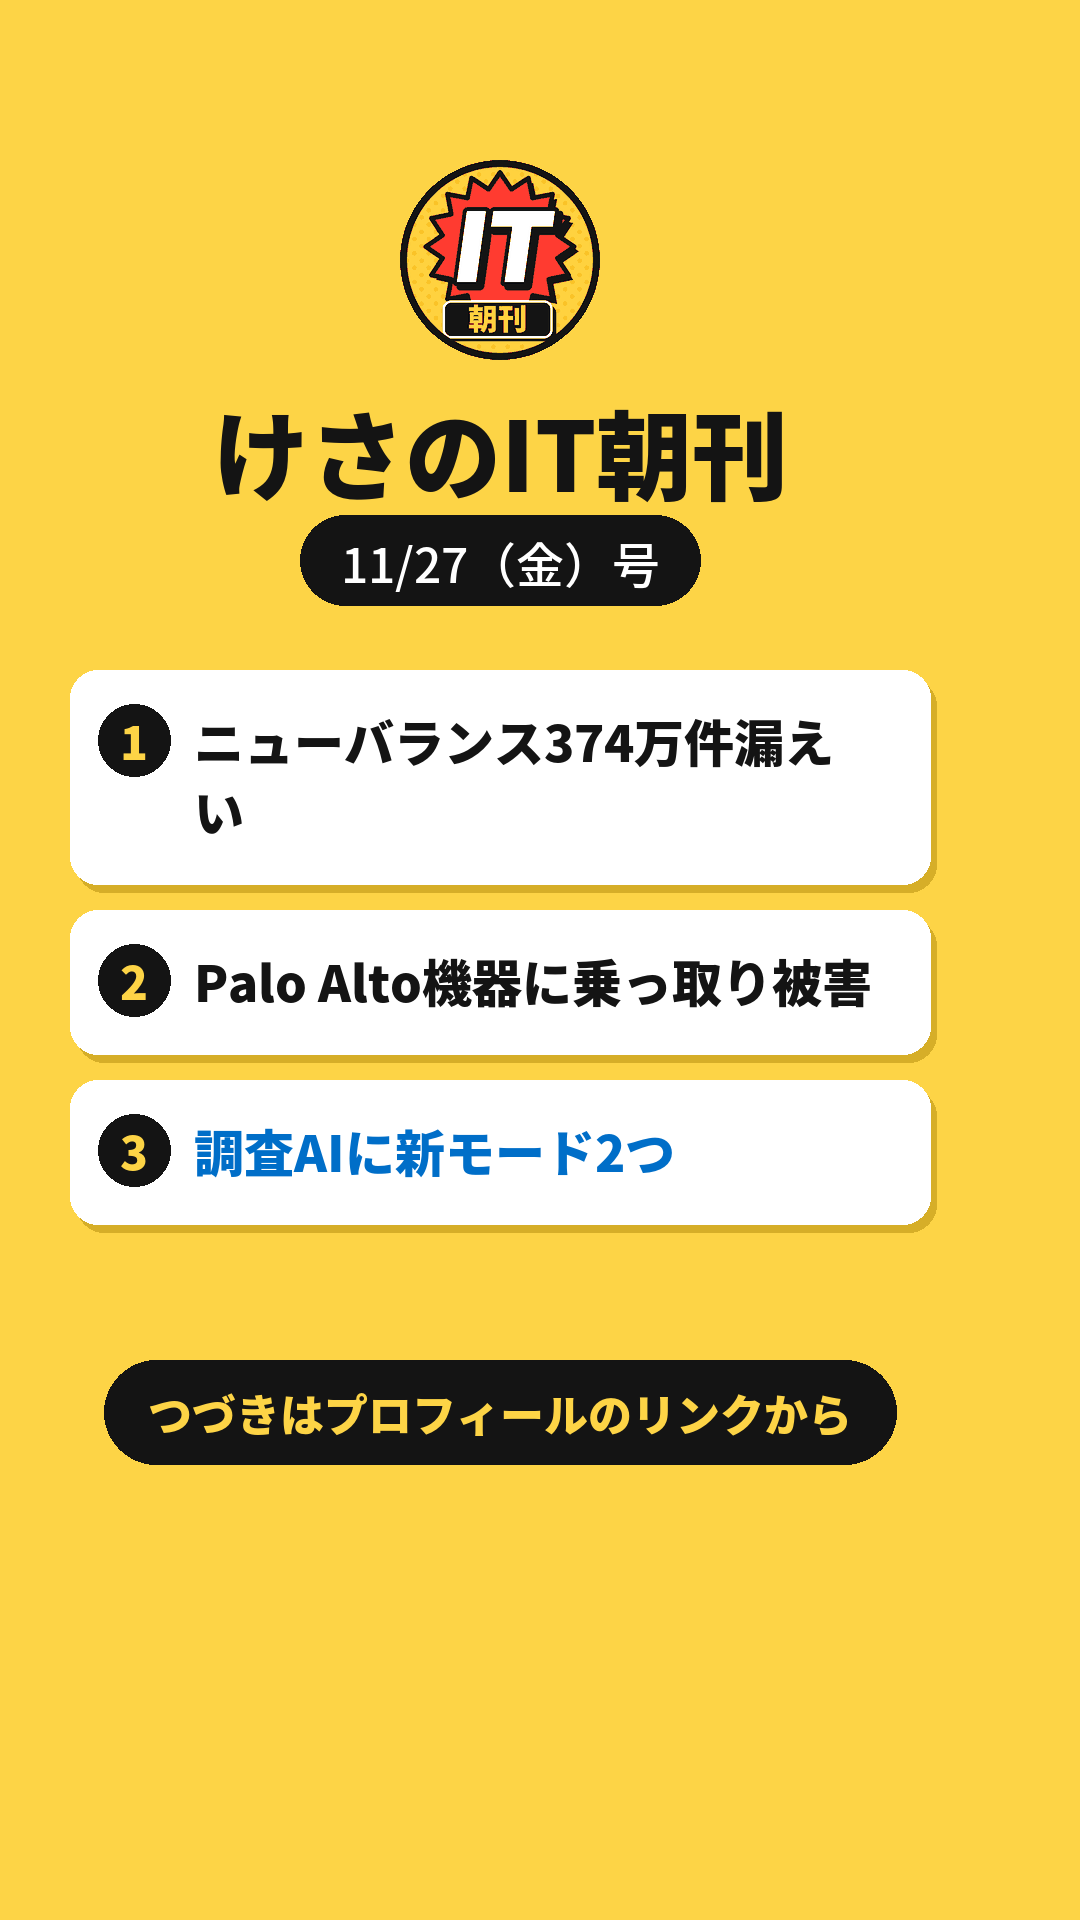 IT
朝刊
けさのIT朝刊
11/27（金）号
1 ニューバランス374万件漏え
い
2 Palo Alto機器に乗っ取り被害
3 調査AIに新モード2つ
つづきはプロフィールのリンクから